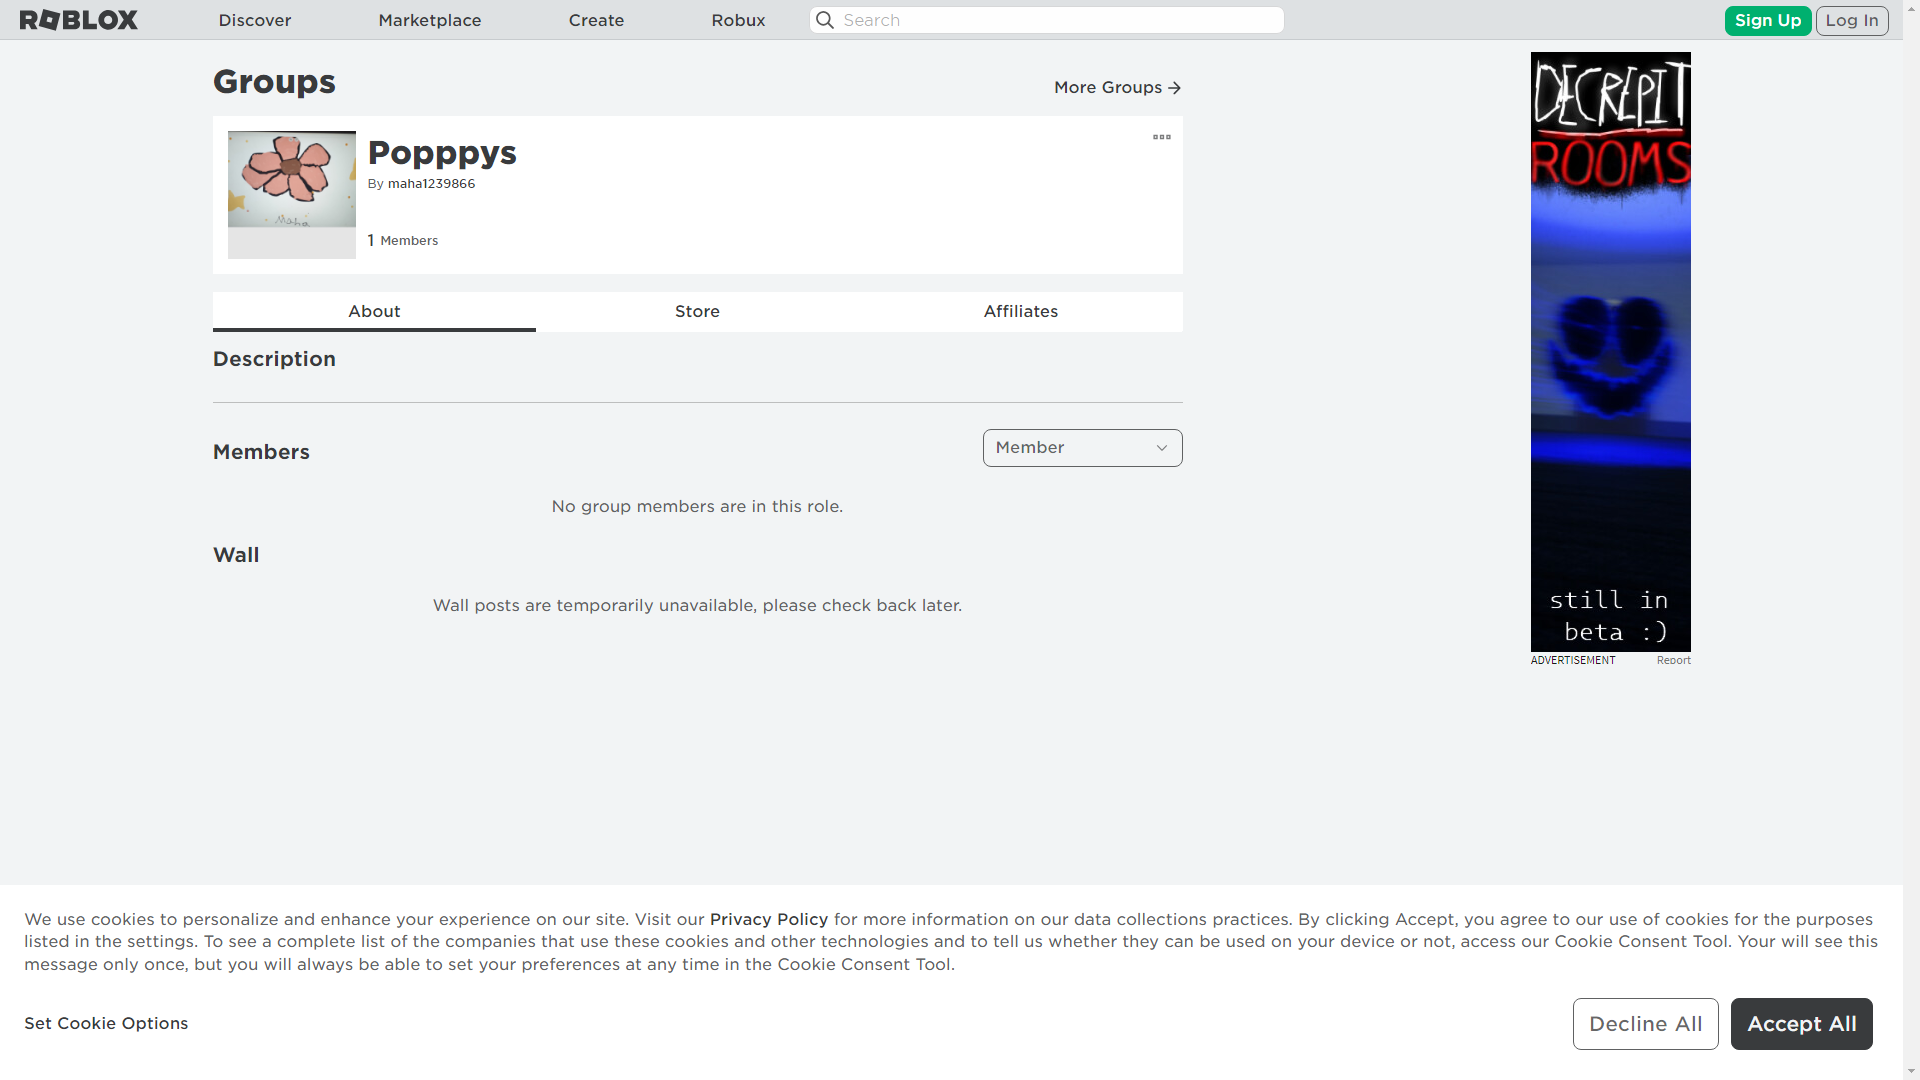 ROBLOX
Discover
Marketplace
Create
Robux
Search
Sign Up
Log In
Groups
More Groups
Popppys
By maha1239866
Maha
1 Members
About
Store
Affiliates
Description
Members
Member
No group members are in this role.
Wall
Wall posts are temporarily unavailable, please check back later.
DECREPIT
ROOMS
still in
beta :)
ADVERTISEMENT
Report
We use cookies to personalize and enhance your experience on our site. Visit our Privacy Policy for more information on our data collections practices. By clicking Accept, you agree to our use of cookies for the purposes
listed in the settings. To see a complete list of the companies that use these cookies and other technologies and to tell us whether they can be used on your device or not, access our Cookie Consent Tool. Your will see this
message only once, but you will always be able to set your preferences at any time in the Cookie Consent Tool.
Set Cookie Options
Decline All
Accept All